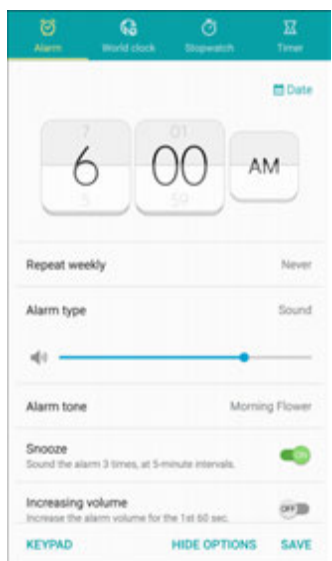 Alarm World clock Stopwatch Timer
Date
7 01
6 00 AM
5 59
Repeat weekly Never
Alarm type Sound
Alarm tone Morning Flower
Snooze ON
Sound the alarm 3 times, at 5-minute intervals.
Increasing volume OFF
Increase the alarm volume for the 1st 60 sec.
KEYPAD HIDE OPTIONS SAVE